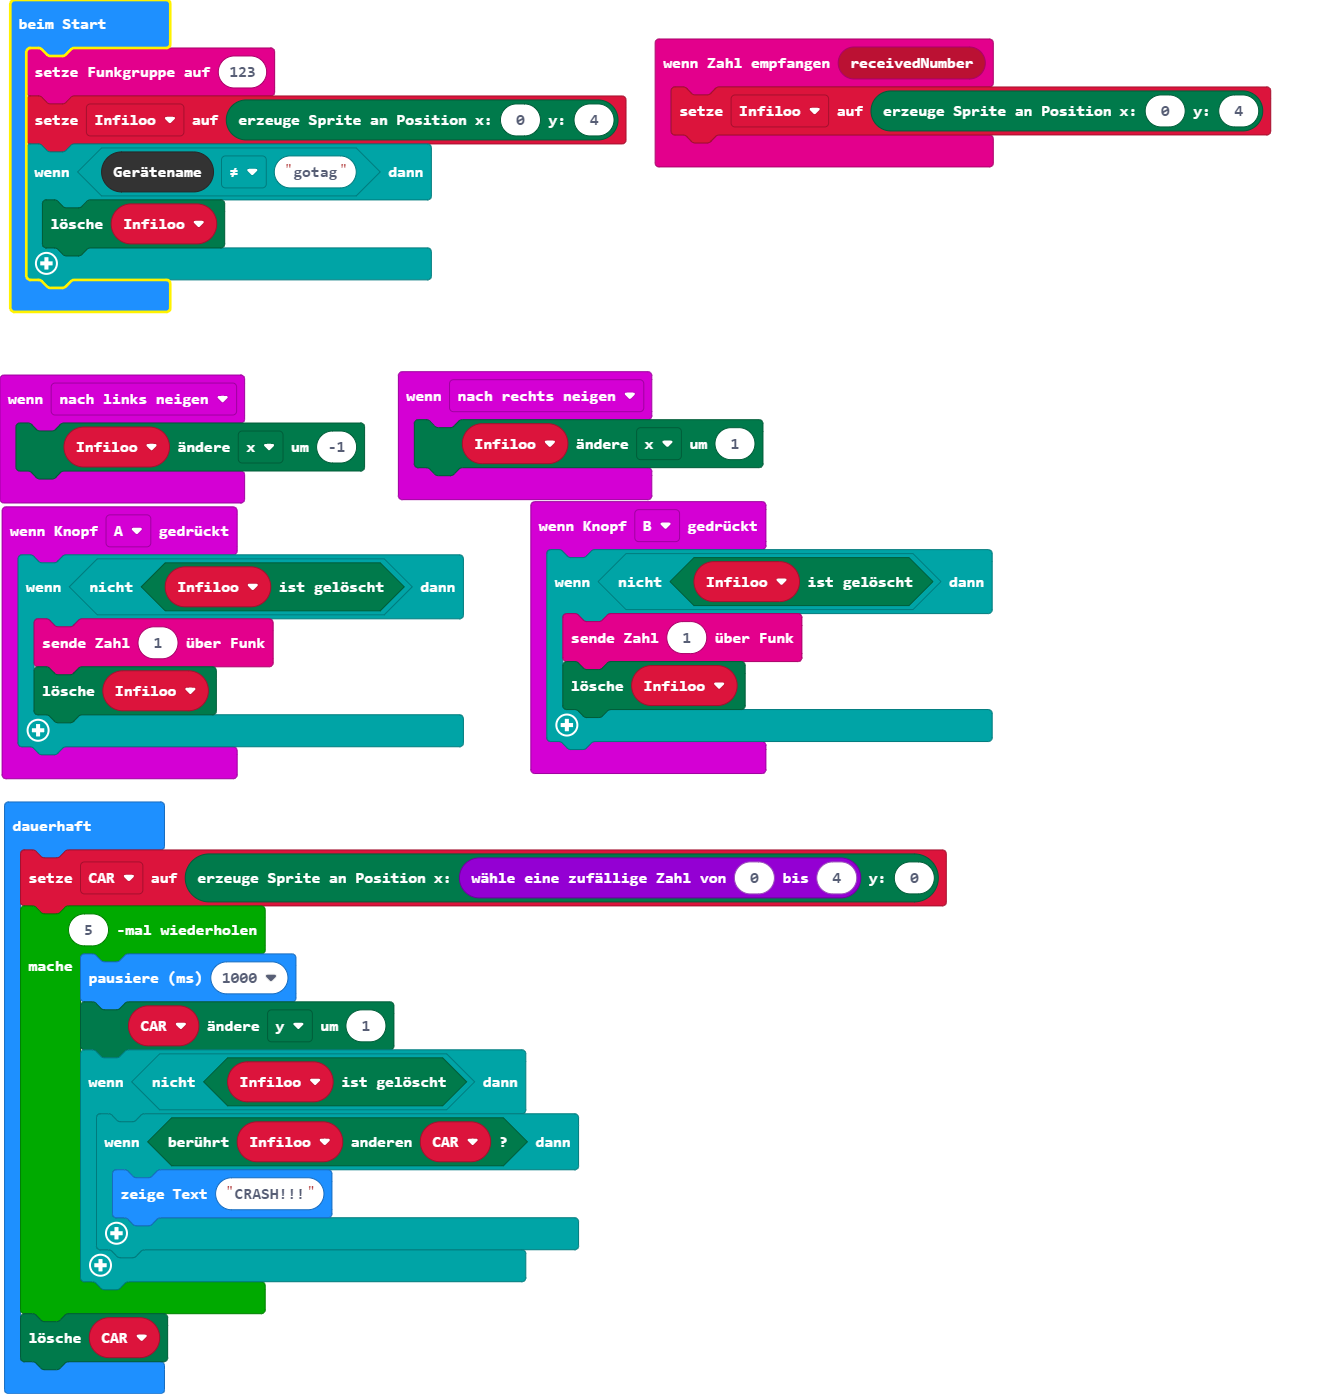 beim Start
setze Funkgruppe auf 123
setze Infiloo auf erzeuge Sprite an Position x: 0 y: 4
wenn Gerätename ≠ "gotag" dann
lösche Infiloo
wenn Zahl empfangen receivedNumber
setze Infiloo auf erzeuge Sprite an Position x: 0 y: 4
wenn nach links neigen
Infiloo ändere x um -1
wenn nach rechts neigen
Infiloo ändere x um 1
wenn Knopf A gedrückt
wenn nicht Infiloo ist gelöscht dann
sende Zahl 1 über Funk
lösche Infiloo
wenn Knopf B gedrückt
wenn nicht Infiloo ist gelöscht dann
sende Zahl 1 über Funk
lösche Infiloo
dauerhaft
setze CAR auf erzeuge Sprite an Position x: wähle eine zufällige Zahl von 0 bis 4 y: 0
5 -mal wiederholen
mache
pausiere (ms) 1000
CAR ändere y um 1
wenn nicht Infiloo ist gelöscht dann
wenn berührt Infiloo anderen CAR ? dann
zeige Text "CRASH!!!"
lösche CAR